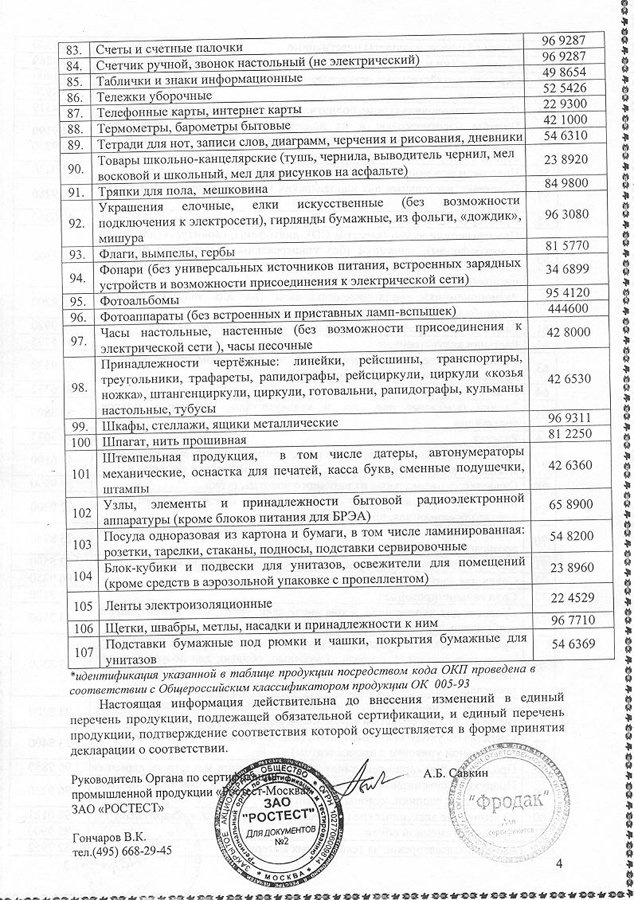 83. Счеты и счетные палочки 96 9287
84. Счетчик ручной, звонок настольный (не электрический) 96 9287
85. Таблички и знаки информационные 49 8654
86. Тележки уборочные 52 5426
87. Телефонные карты, интернет карты 22 9300
88. Термометры, барометры бытовые 42 1000
89. Тетради для нот, записи слов, диаграмм, черчения и рисования, дневники 54 6310
90. Товары школьно-канцелярские (тушь, чернила, выводитель чернил, мел
восковой и школьный, мел для рисунков на асфальте) 23 8920
91. Тряпки для пола, мешковина 84 9800
92. Украшения елочные, елки искусственные (без возможности
подключения к электросети), гирлянды бумажные, из фольги, «дождик»,
мишура 96 3080
93. Флаги, вымпелы, гербы 81 5770
94. Фонари (без универсальных источников питания, встроенных зарядных
устройств и возможности присоединения к электрической сети) 34 6899
95. Фотоальбомы 95 4120
96. Фотоаппараты (без встроенных и приставных ламп-вспышек) 444600
97. Часы настольные, настенные (без возможности присоединения к
электрической сети ), часы песочные 42 8000
98. Принадлежности чертёжные: линейки, рейсшины, транспортиры,
треугольники, трафареты, рапидографы, рейсциркули, циркули «козья
ножка», штангенциркули, циркули, готовальни, рапидографы, кульманы
настольные, тубусы 42 6530
99. Шкафы, стеллажи, ящики металлические 96 9311
100 Шпагат, нить прошивная 81 2250
101 Штемпельная продукция, в том числе датеры, автонумераторы
механические, оснастка для печатей, касса букв, сменные подушечки,
штампы 42 6360
102 Узлы, элементы и принадлежности бытовой радиоэлектронной
аппаратуры (кроме блоков питания для БРЭА) 65 8900
103 Посуда одноразовая из картона и бумаги, в том числе ламинированная:
розетки, тарелки, стаканы, подносы, подставки сервировочные 54 8200
104 Блок-кубики и подвески для унитазов, освежители для помещений
(кроме средств в аэрозольной упаковке с пропеллентом) 23 8960
105 Ленты электроизоляционные 22 4529
106 Щетки, швабры, метлы, насадки и принадлежности к ним 96 7710
107 Подставки бумажные под рюмки и чашки, покрытия бумажные для
унитазов 54 6369
*идентификация указанной в таблице продукции посредством кода ОКП проведена в
соответствии с Общероссийским классификатором продукции ОК 005-93
Настоящая информация действительна до внесения изменений в единый
перечень продукции, подлежащей обязательной сертификации, и единый перечень
продукции, подтверждение соответствия которой осуществляется в форме принятия
декларации о соответствии.
Руководитель Органа по сертификации
промышленной продукции «Ростест-Москва»
ЗАО «РОСТЕСТ»
А.Б. Савкин
Гончаров В.К.
тел.(495) 668-29-45
ЗАО
"РОСТЕСТ"
ДЛЯ ДОКУМЕНТОВ
№2
МОСКВА
"Фродак"
Для
4